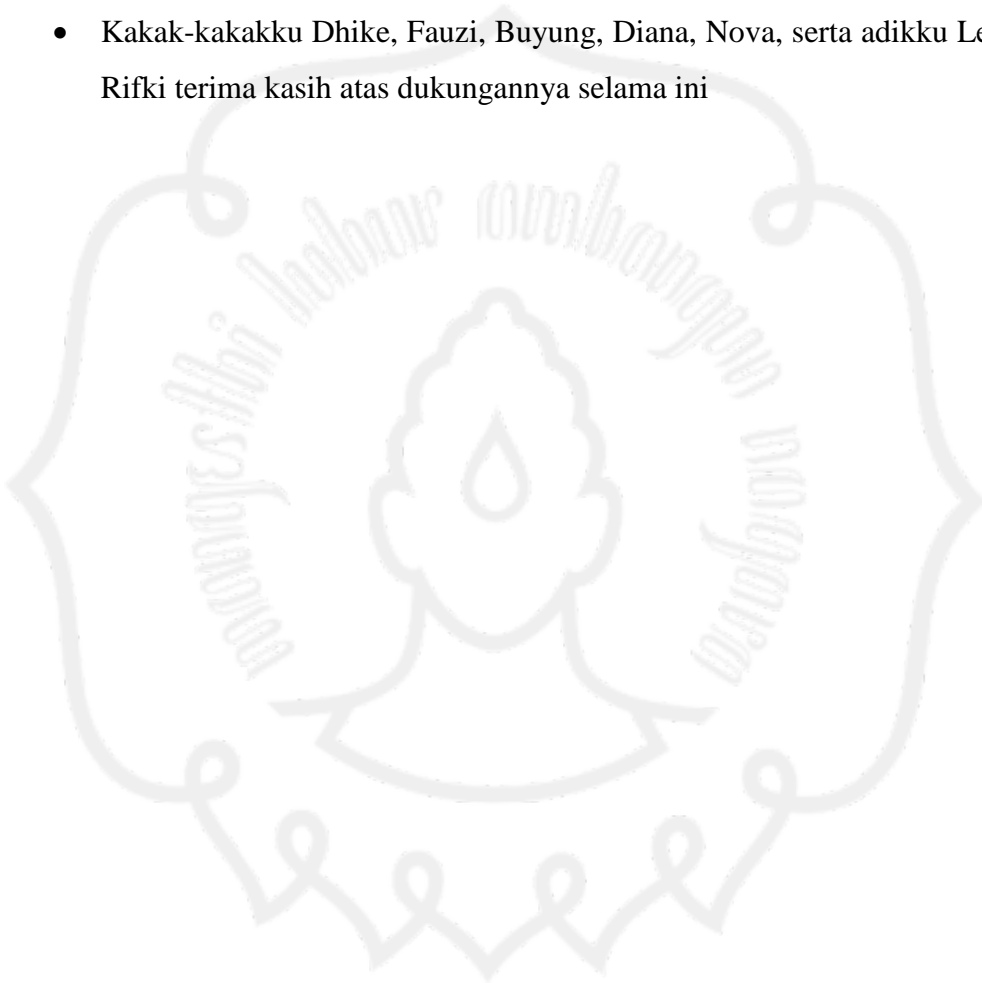 • Kakak-kakakku Dhike, Fauzi, Buyung, Diana, Nova, serta adikku
Rifki terima kasih atas dukungannya selama ini